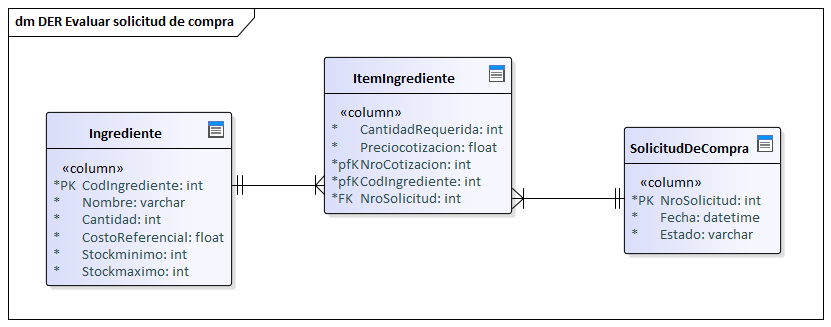 dm DER Evaluar solicitud de compra
Ingrediente
«column»
*PK CodIngrediente: int
* Nombre: varchar
* Cantidad: int
* CostoReferencial: float
* Stockminimo: int
* Stockmaximo: int
ItemIngrediente
«column»
* CantidadRequerida: int
* Preciocotizacion: float
*pfK NroCotizacion: int
*pfK CodIngrediente: int
*FK NroSolicitud: int
SolicitudDeCompra
«column»
*PK NroSolicitud: int
* Fecha: datetime
* Estado: varchar